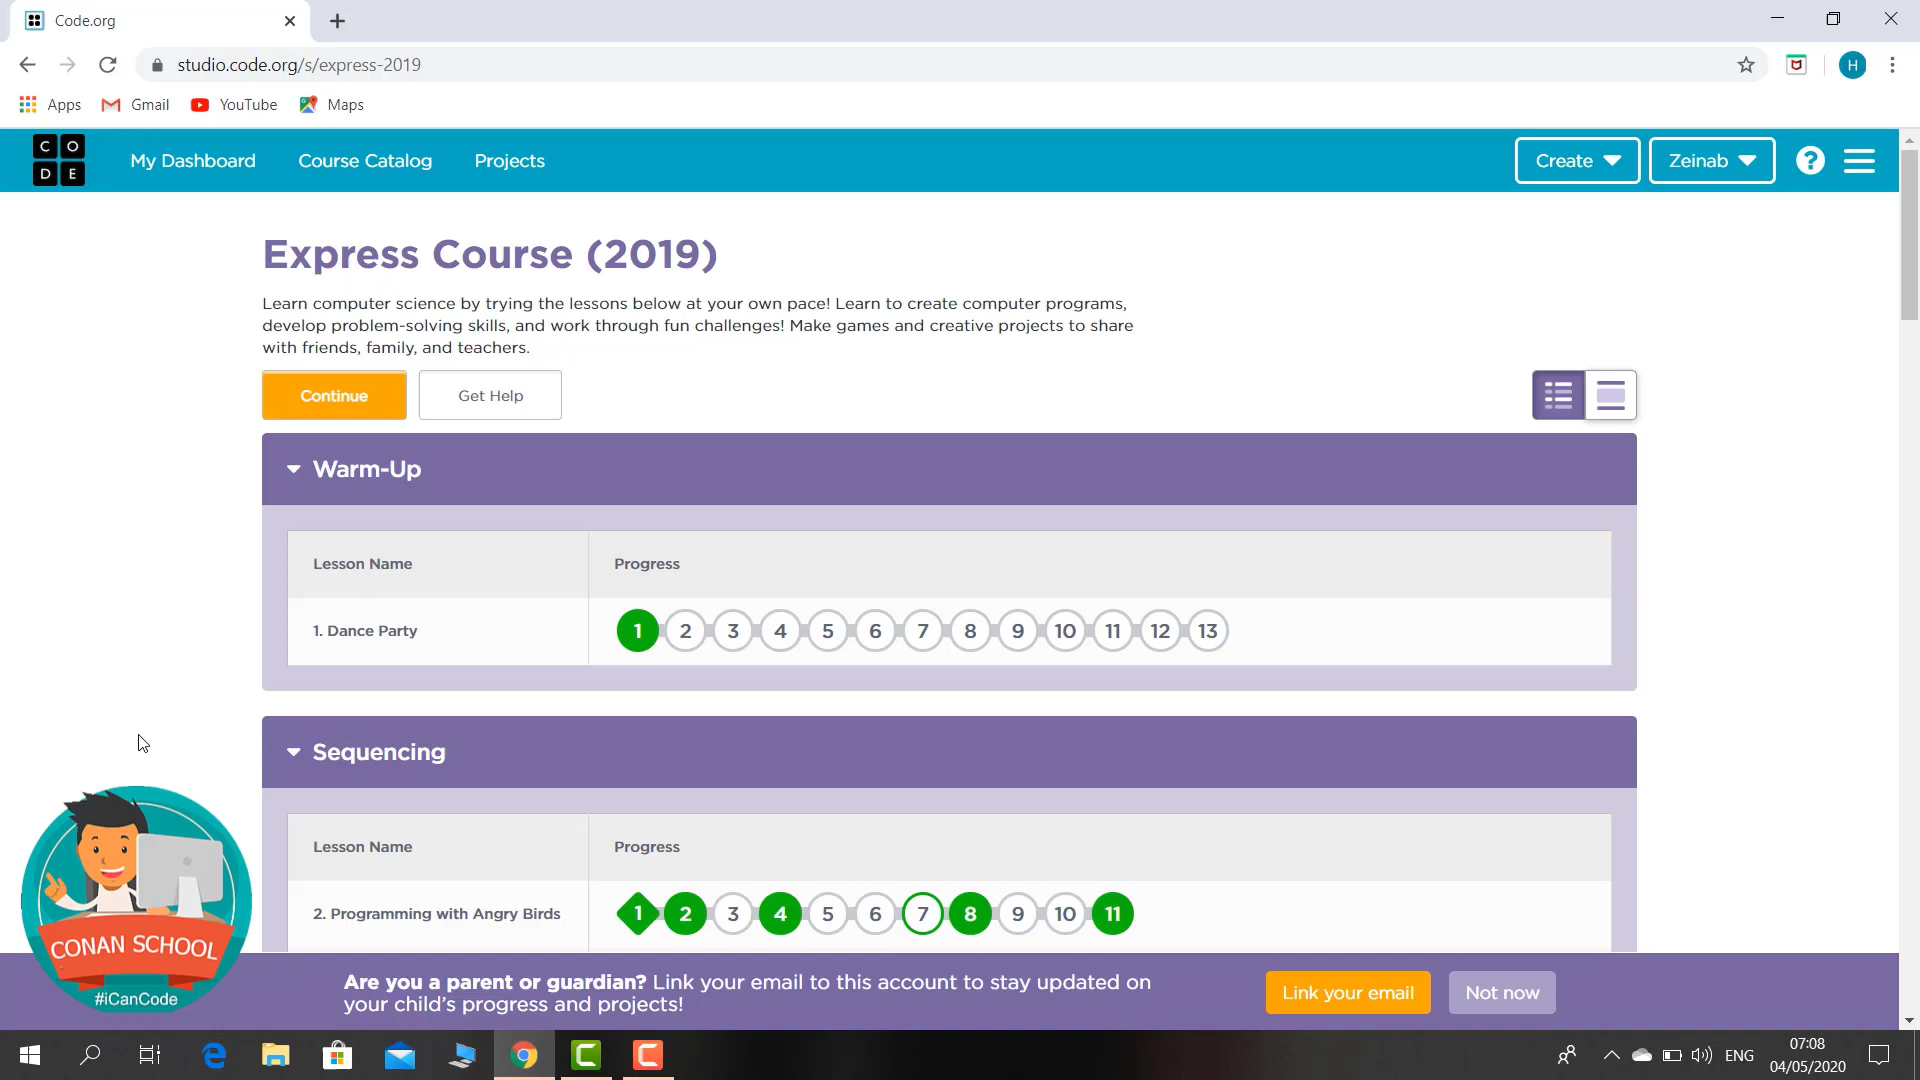 Code.org
studio.code.org/s/express-2019
H
Apps Gmail YouTube Maps
CODE
My Dashboard Course Catalog Projects Create Zeinab ?
Express Course (2019)
Learn computer science by trying the lessons below at your own pace! Learn to create computer programs,
develop problem-solving skills, and work through fun challenges! Make games and creative projects to share
with friends, family, and teachers.
Continue Get Help
Warm-Up
Lesson Name Progress
1. Dance Party 1 2 3 4 5 6 7 8 9 10 11 12 13
Sequencing
Lesson Name Progress
2. Programming with Angry Birds 1 2 3 4 5 6 7 8 9 10 11
CONAN SCHOOL
#iCanCode
Are you a parent or guardian? Link your email to this account to stay updated on
your child's progress and projects!
Link your email Not now
ENG
07:08
04/05/2020